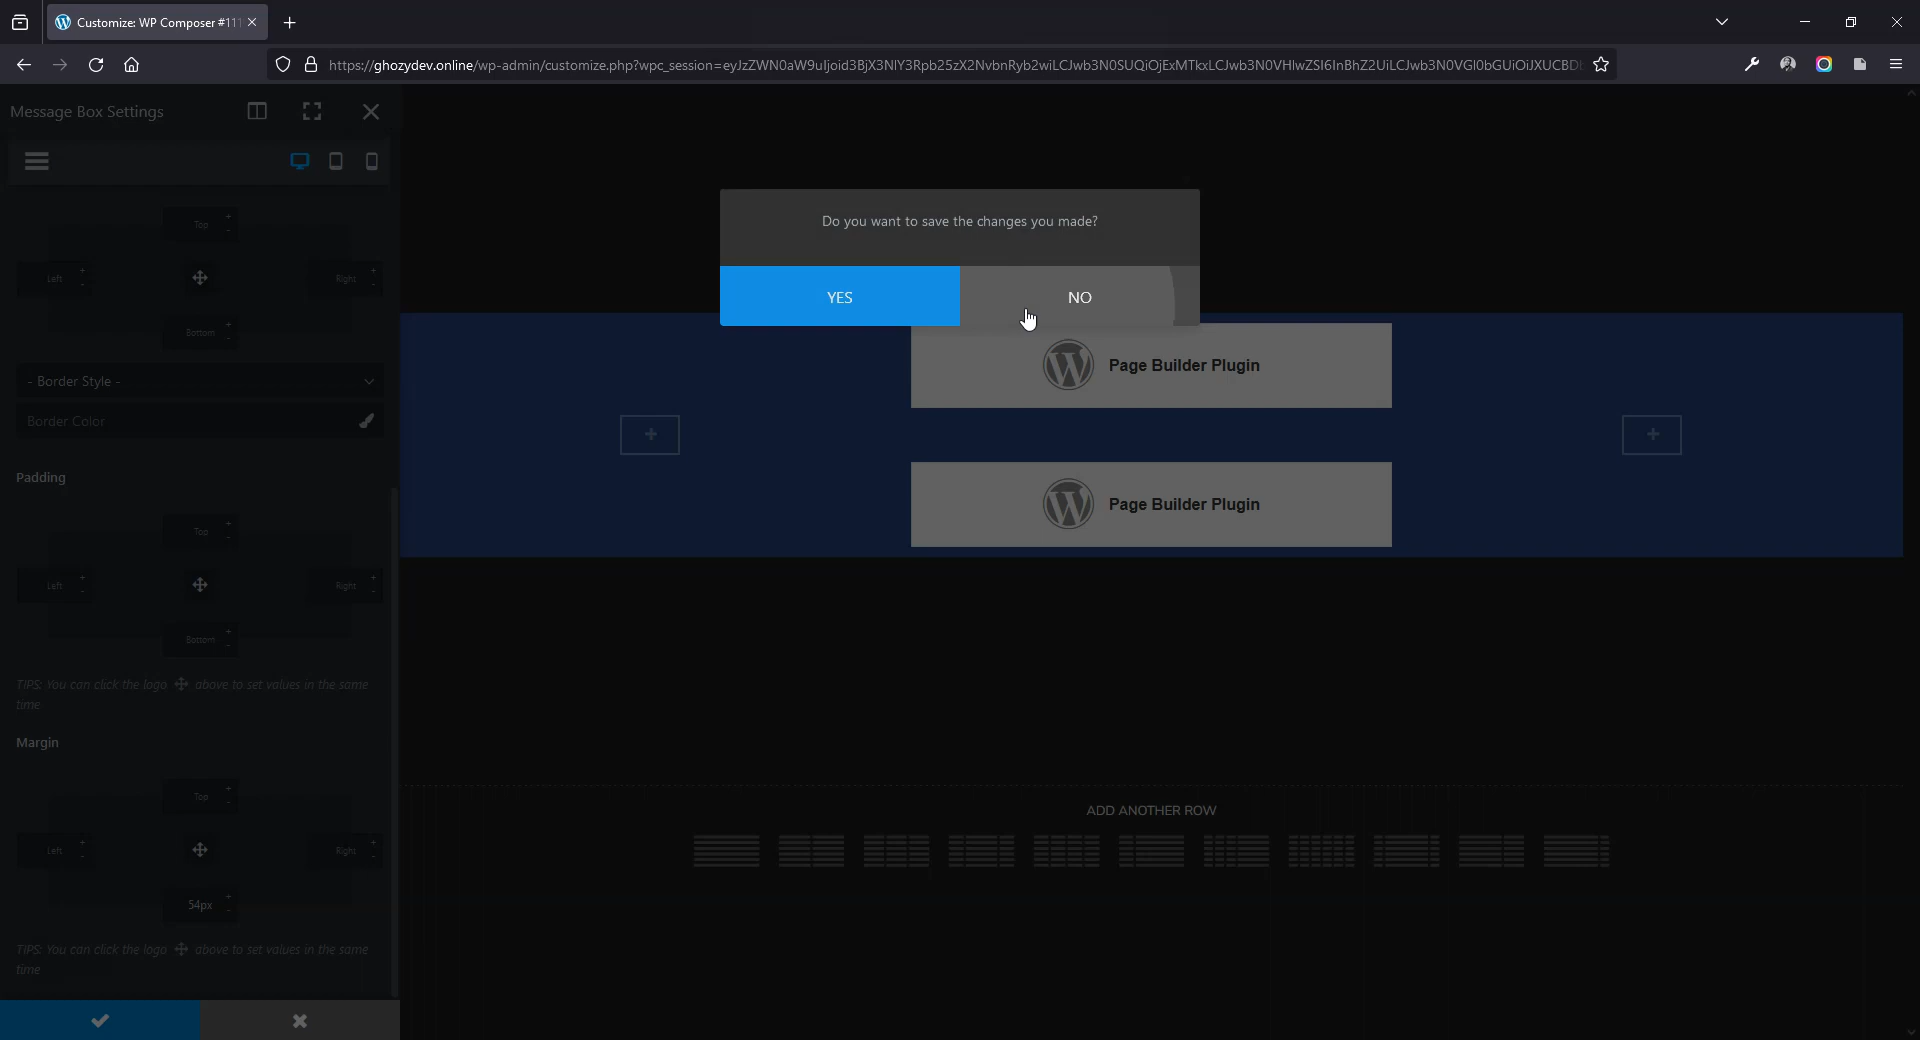 Customize: WP Composer #111
https://ghozydev.online/wp-admin/customize.php?wpc_session=
Message Box Settings
Top
Left
Right
Bottom
- Border Style -
Border Color
Padding
Top
Left
Right
Bottom
TIPS: You can click the logo above to set values in the same
time
Margin
Top
Left
Right
54px
TIPS: You can click the logo above to set values in the same
time
Do you want to save the changes you made?
YES
NO
Page Builder Plugin
Page Builder Plugin
ADD ANOTHER ROW